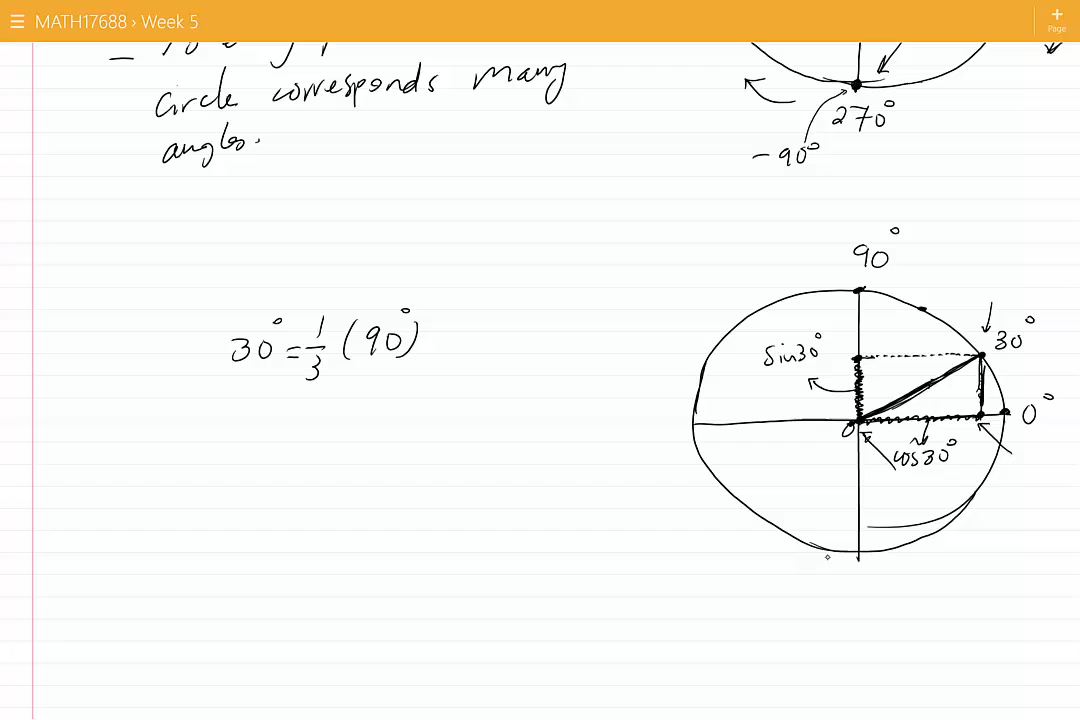 MATH17688 › Week 5
+
Page
circle corresponds many
angles.
270°
-90°
90°
30° = 1/3 (90°)
sin30°
30°
0°
0
cos30°